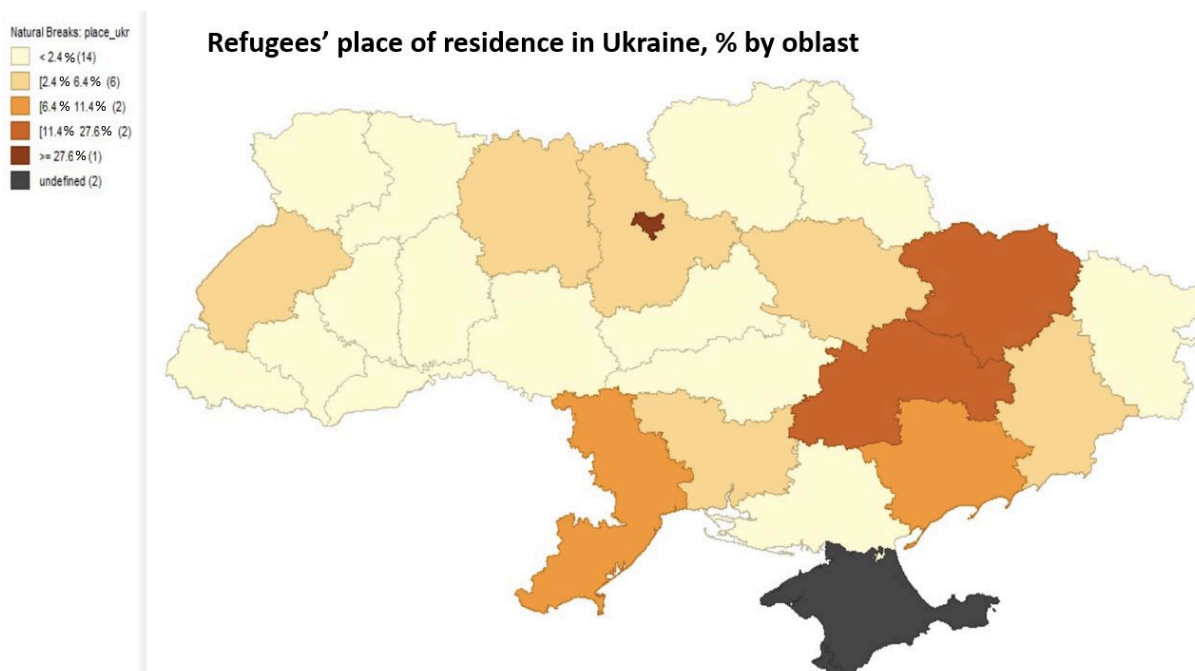 Natural Breaks: place_ukr
< 2.4 % (14)
[2.4 % 6.4 % (6)
[6.4 % 11.4 % (2)
[11.4 % 27.6 % (2)
>= 27.6 % (1)
undefined (2)
Refugees’ place of residence in Ukraine, % by oblast